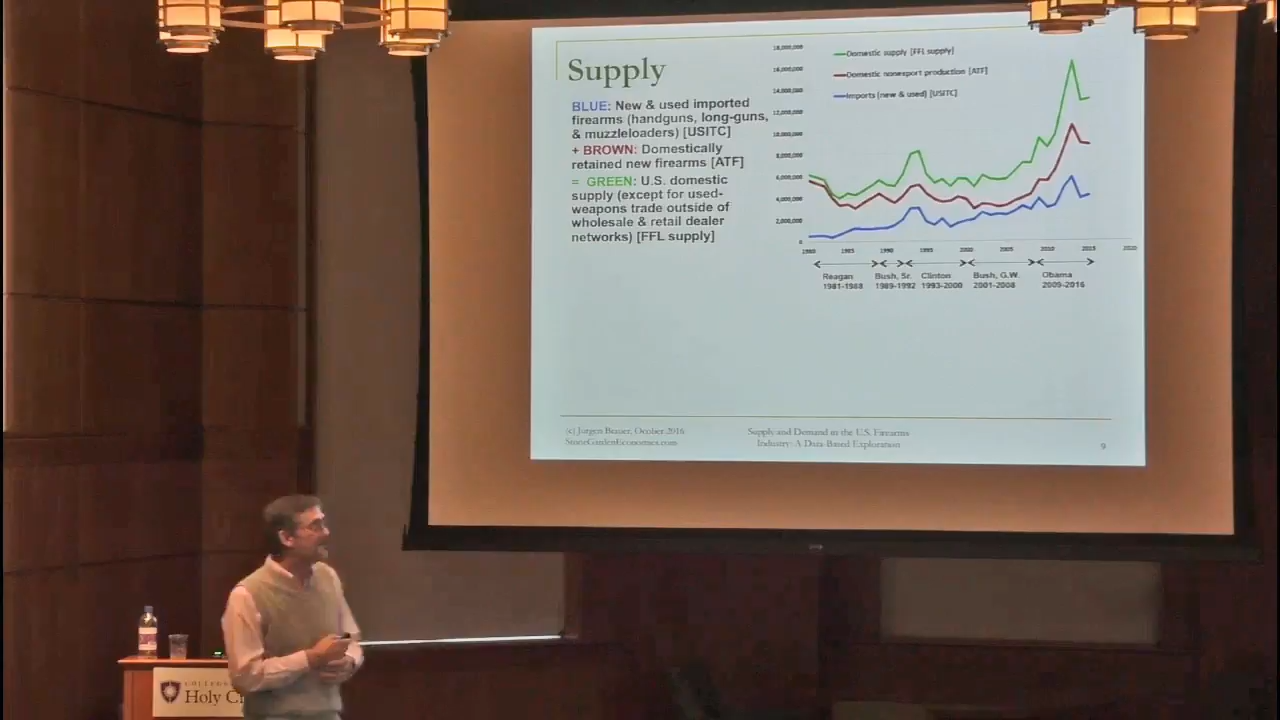 Supply
BLUE: New & used imported
firearms (handguns, long-guns,
& muzzleloaders) [USITC]
+ BROWN: Domestically
retained new firearms [ATF]
= GREEN: U.S. domestic
supply (except for used-
weapons trade outside of
wholesale & retail dealer
networks) [FFL supply]
18,000,000
16,000,000
14,000,000
12,000,000
10,000,000
8,000,000
6,000,000
4,000,000
2,000,000
0
Domestic supply [FFL supply]
Domestic nonexport production [ATF]
Imports (new & used) [USITC]
1980 1985 1990 1995 2000 2005 2010 2015 2020
Reagan Bush, Sr. Clinton Bush, G.W. Obama
1981-1988 1989-1992 1993-2000 2001-2008 2009-2016
(c) Jurgen Brauer, Ocober 2016
StoneGardenEconomics.com
Supply and Demand in the U.S. Firearms
Industry: A Data-Based Exploration
9
COLLEGE
Holy